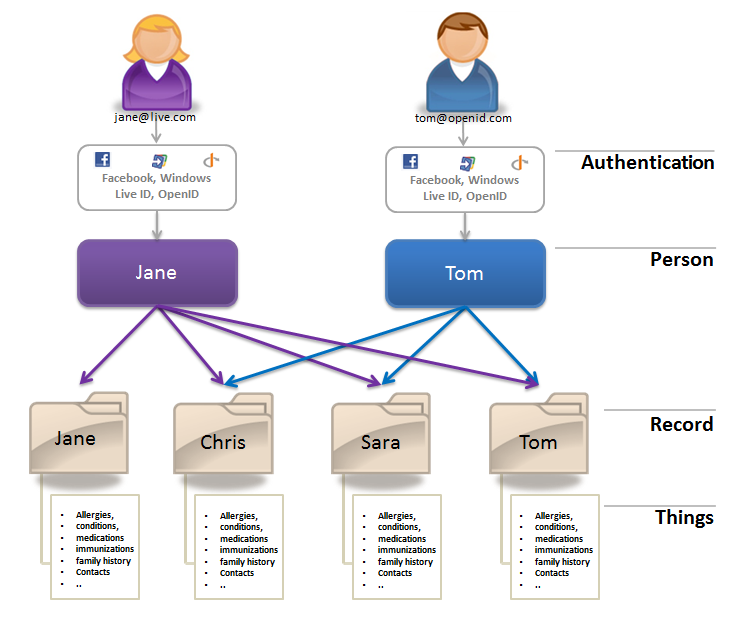 jane@live.com
tom@openid.com
Facebook, Windows
Live ID, OpenID
Facebook, Windows
Live ID, OpenID
Authentication
Jane
Tom
Person
Jane
Chris
Sara
Tom
Record
• Allergies,
• conditions,
• medications
• immunizations
• family history
• Contacts
• ..
• Allergies,
• conditions,
• medications
• immunizations
• family history
• Contacts
• ..
• Allergies,
• conditions,
• medications
• immunizations
• family history
• Contacts
• ..
• Allergies,
• conditions,
• medications
• immunizations
• family history
• Contacts
• ..
Things